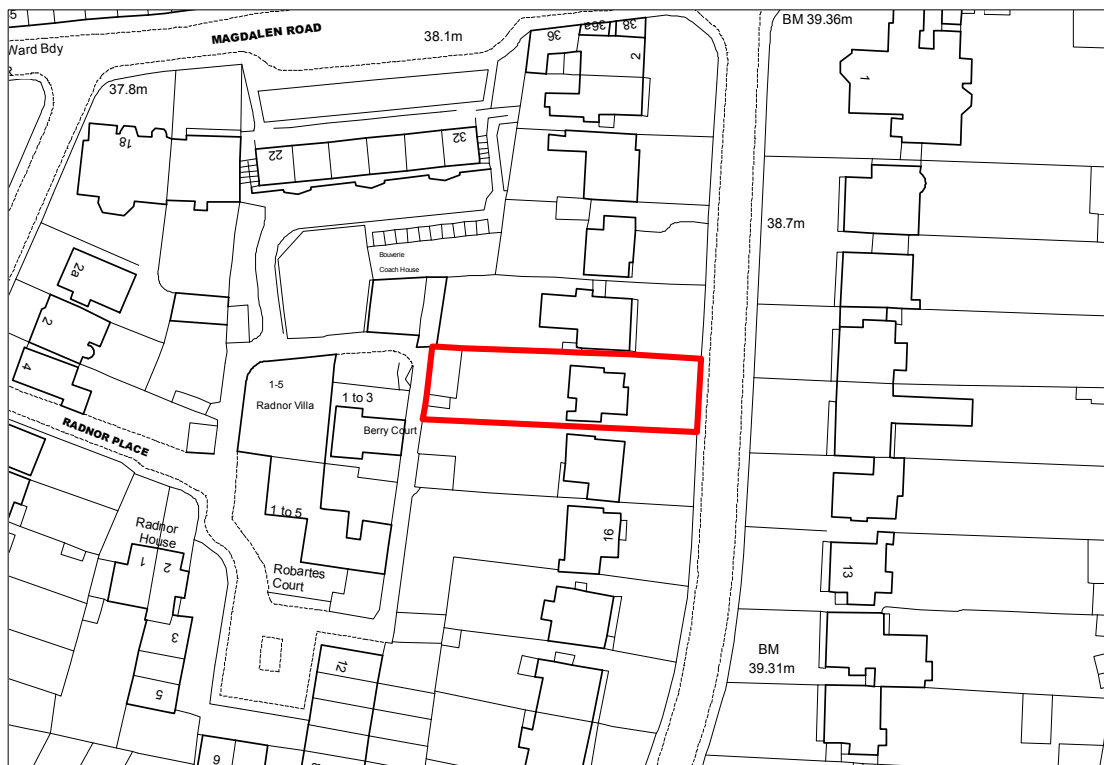 5
Ward Bdy
MAGDALEN ROAD
38.1m
36
36a
38
2
BM 39.36m
1
37.8m
18
22
32
38.7m
Bouverie
Coach House
2a
2
4
1-5
Radnor Villa
1 to 3
Berry Court
RADNOR PLACE
1 to 5
Radnor
House
1
2
Robartes
Court
16
13
3
5
12
BM
39.31m
6